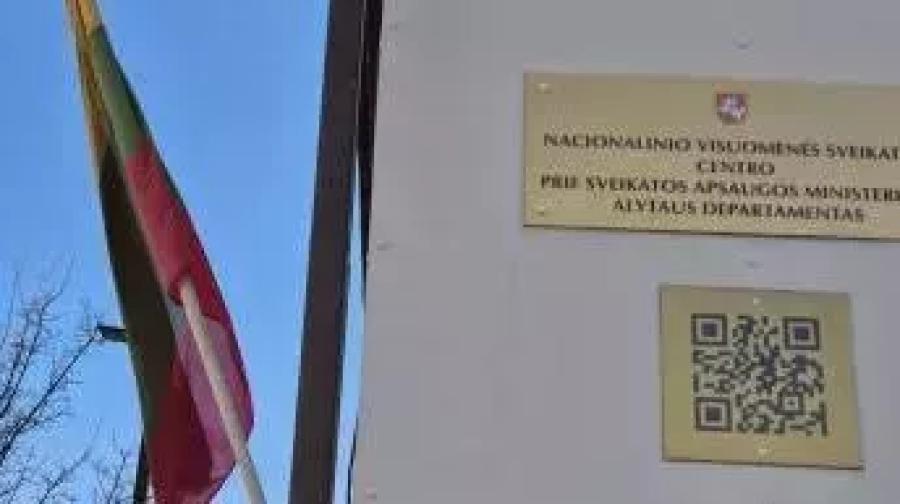 NACIONALINIO VISUOMENĖS SVEIKAT
CENTRO
PRIE SVEIKATOS APSAUGOS MINISTERI
ALYTAUS DEPARTAMENTAS